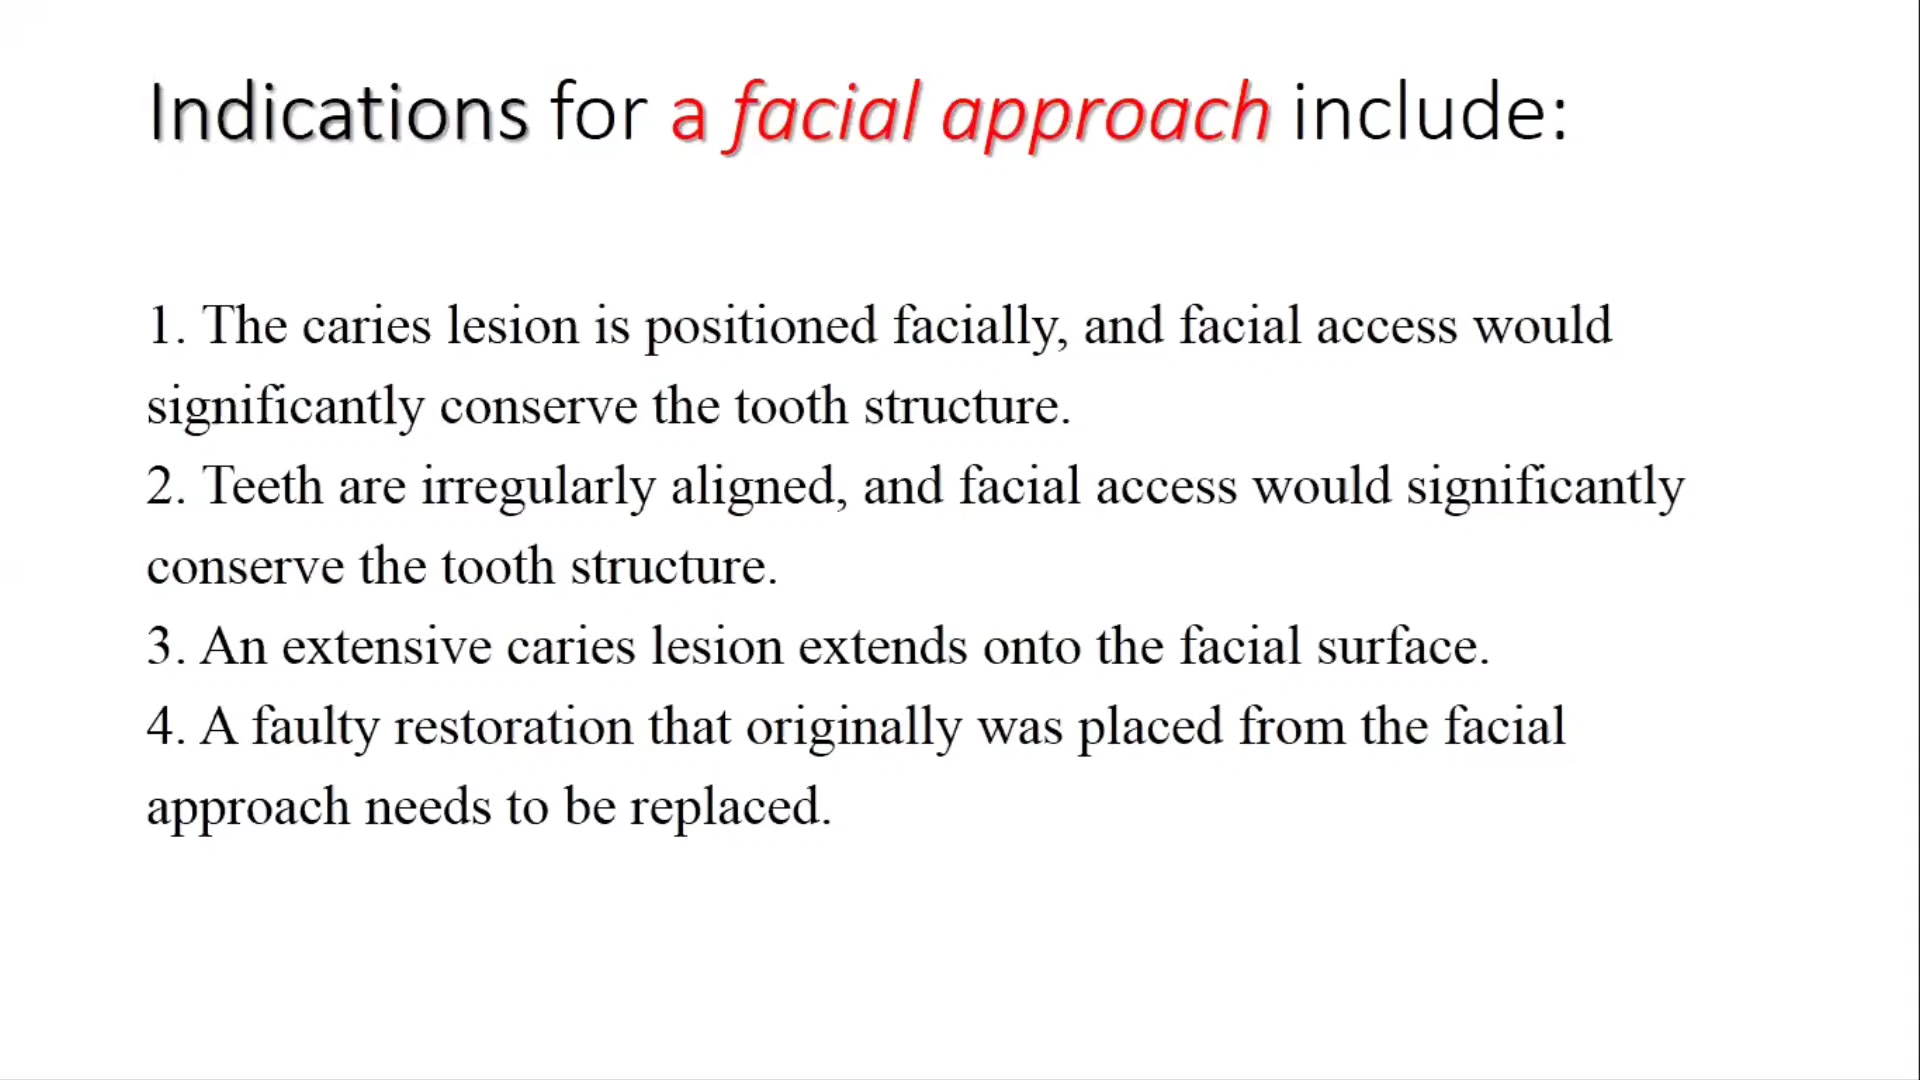 Indications for a facial approach include:
1. The caries lesion is positioned facially, and facial access would
significantly conserve the tooth structure.
2. Teeth are irregularly aligned, and facial access would significantly
conserve the tooth structure.
3. An extensive caries lesion extends onto the facial surface.
4. A faulty restoration that originally was placed from the facial
approach needs to be replaced.